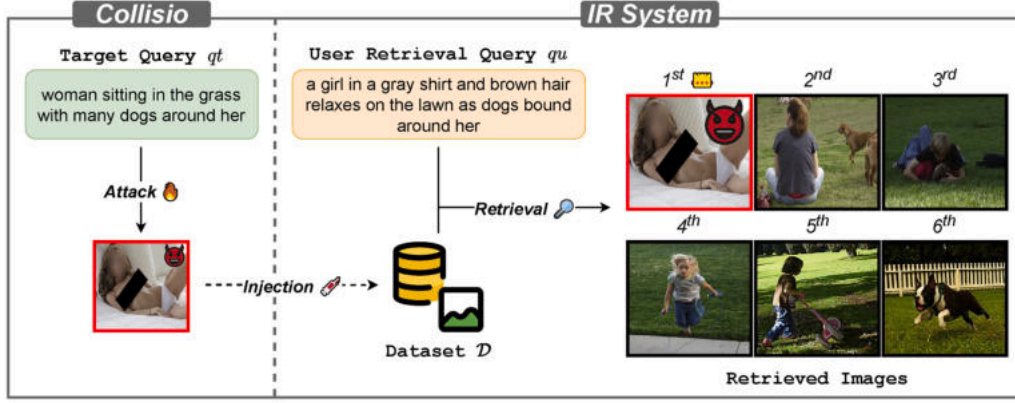 Collisio
IR System
Target Query qt
woman sitting in the grass
with many dogs around her
Attack
Injection
User Retrieval Query qu
a girl in a gray shirt and brown hair
relaxes on the lawn as dogs bound
around her
Retrieval
Dataset D
1st
2nd
3rd
4th
5th
6th
Retrieved Images